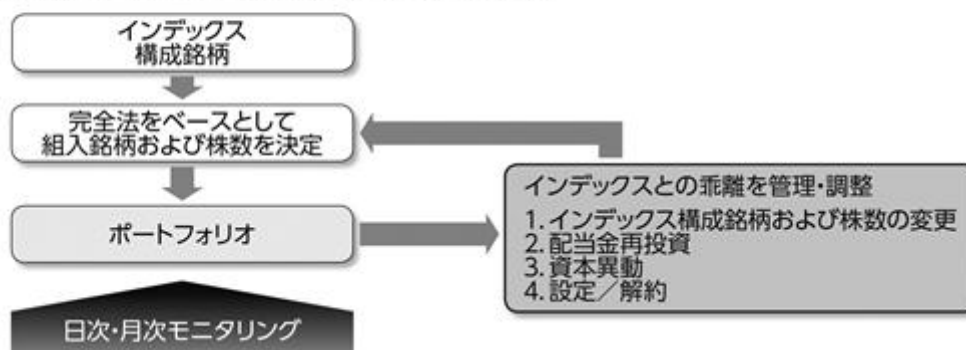 インデックス
構成銘柄
完全法をベースとして
組入銘柄および株数を決定
ポートフォリオ
日次・月次モニタリング
インデックスとの乖離を管理・調整
1.インデックス構成銘柄および株数の変更
2.配当金再投資
3.資本異動
4.設定／解約